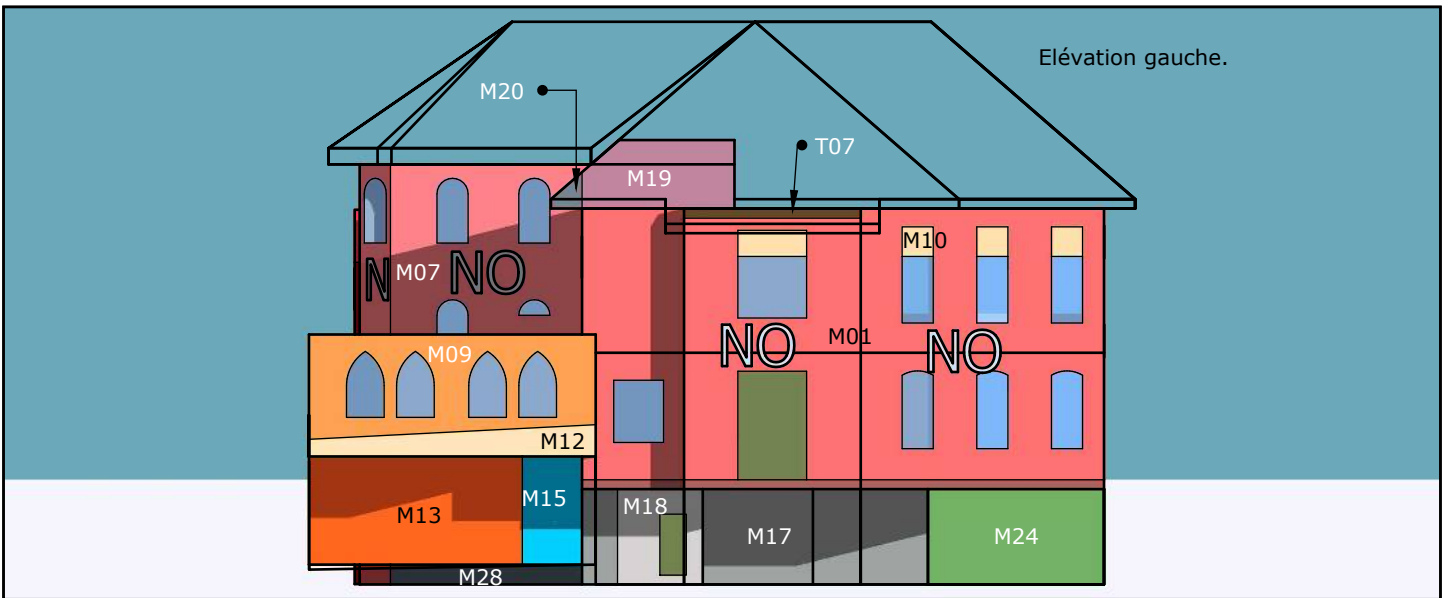 Elévation gauche.
M20
T07
M19
M10
M07
N
NO
NO
M01
NO
M09
M12
M15
M18
M13
M17
M24
M28